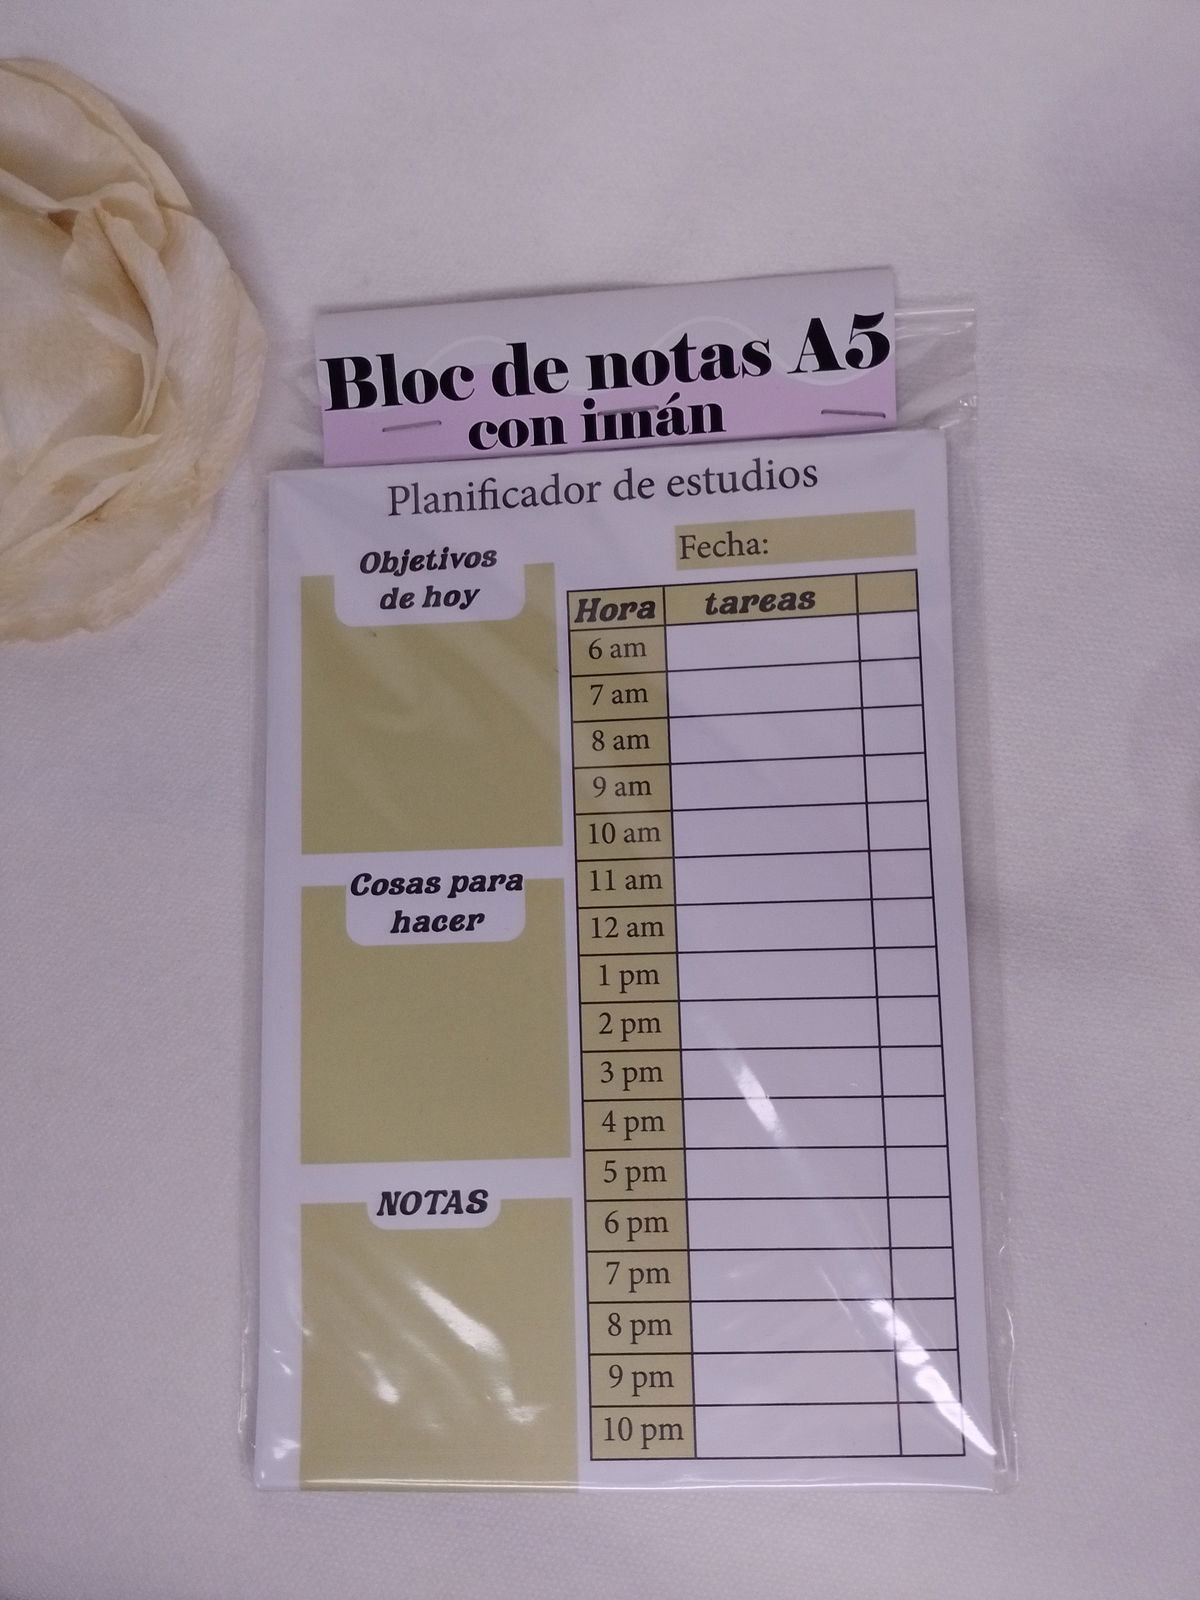 Bloc de notas A5
con imán
Planificador de estudios
Fecha:
Objetivos
de hoy
Cosas para
hacer
NOTAS
Hora tareas
6 am
7 am
8 am
9 am
10 am
11 am
12 am
1 pm
2 pm
3 pm
4 pm
5 pm
6 pm
7 pm
8 pm
9 pm
10 pm